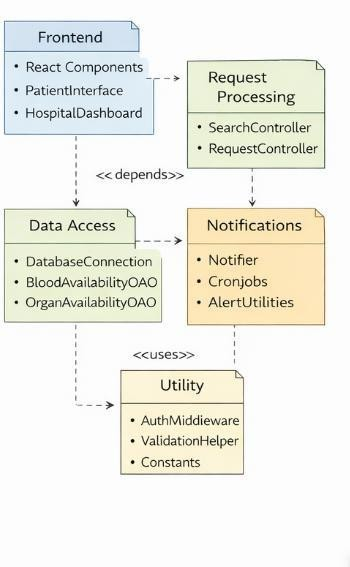 Frontend
• React Components
• PatientInterface
• HospitalDashboard
Request
Processing
• SearchController
• RequestController
<< depends>>
Data Access
• DatabaseConnection
• BloodAvailabilityOAO
• OrganAvailabilityOAO
Notifications
• Notifier
• Cronjobs
• AlertUtilities
<<uses>>
Utility
• AuthMiddleware
• ValidationHelper
• Constants